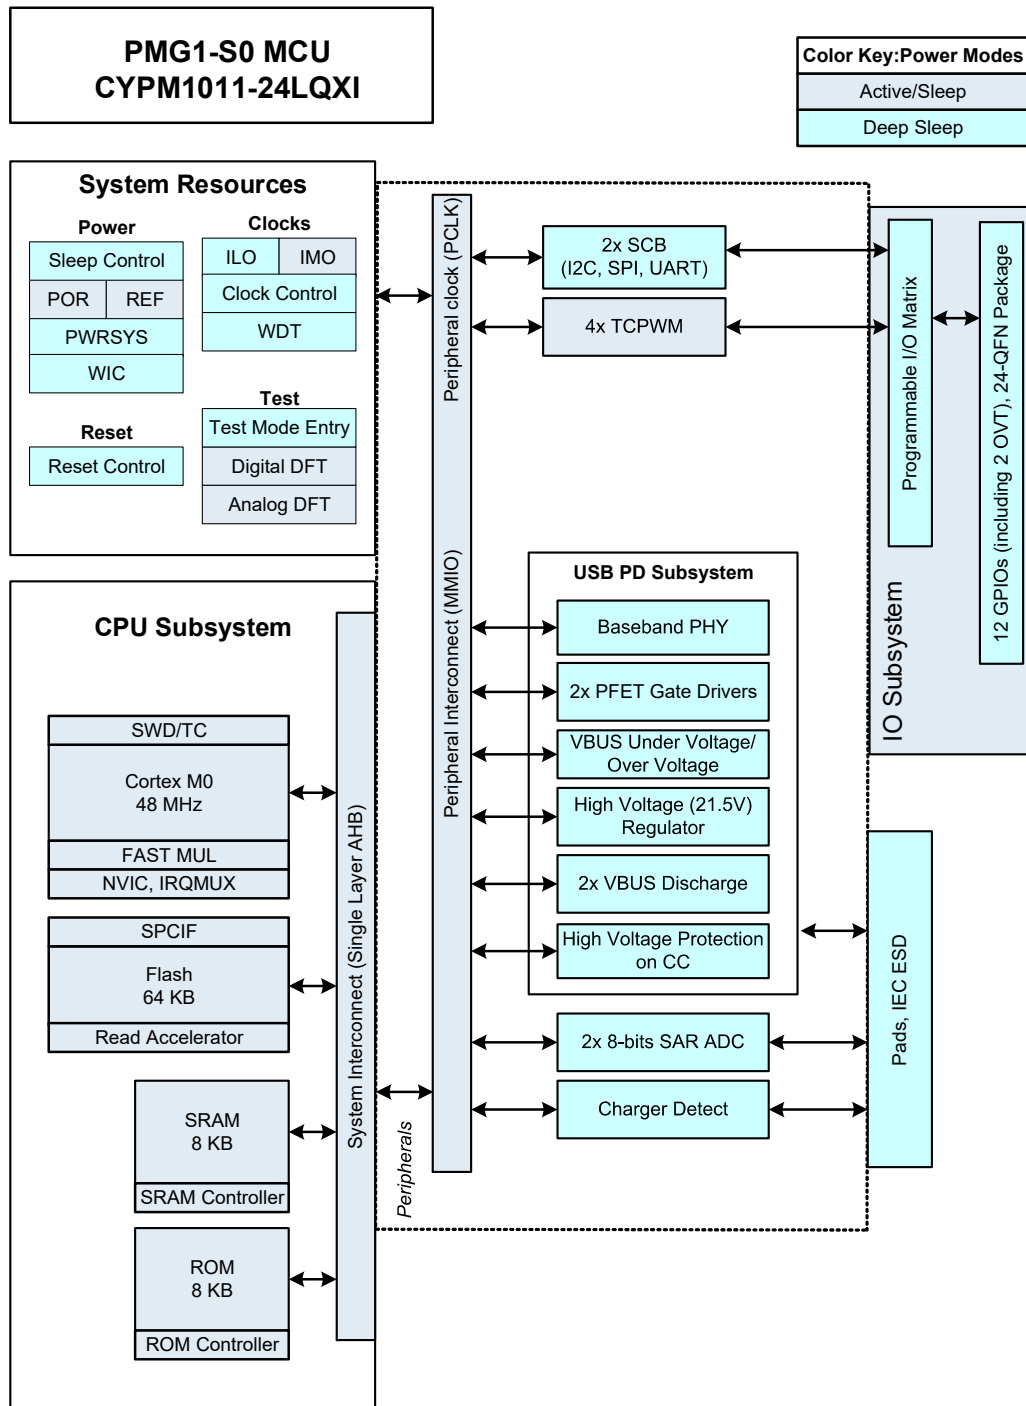 PMG1-S0 MCU
CYPM1011-24LQXI
Color Key:Power Modes
Active/Sleep
Deep Sleep
System Resources
Power
Sleep Control
POR
REF
PWRSYS
WIC
Clocks
ILO
IMO
Clock Control
WDT
Reset
Reset Control
Test
Test Mode Entry
Digital DFT
Analog DFT
CPU Subsystem
SWD/TC
Cortex M0
48 MHz
FAST MUL
NVIC, IRQMUX
SPCIF
Flash
64 KB
Read Accelerator
SRAM
8 KB
SRAM Controller
ROM
8 KB
ROM Controller
System Interconnect (Single Layer AHB)
Peripherals
Peripheral clock (PCLK)
Peripheral Interconnect (MMIO)
2x SCB
(I2C, SPI, UART)
4x TCPWM
USB PD Subsystem
Baseband PHY
2x PFET Gate Drivers
VBUS Under Voltage/
Over Voltage
High Voltage (21.5V)
Regulator
2x VBUS Discharge
High Voltage Protection
on CC
2x 8-bits SAR ADC
Charger Detect
Programmable I/O Matrix
12 GPIOs (including 2 OVT), 24-QFN Package
IO Subsystem
Pads, IEC ESD